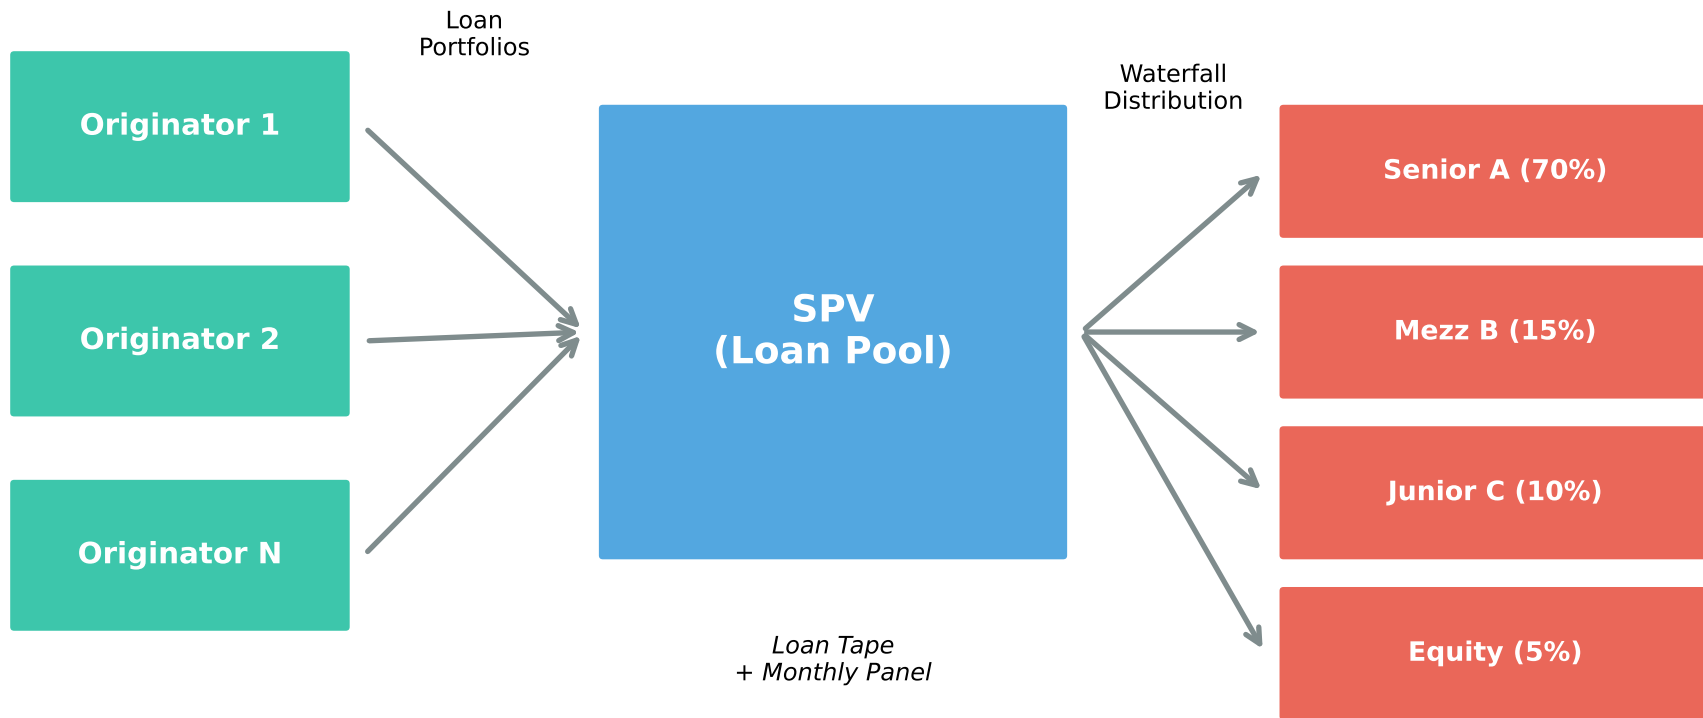 Loan
Portfolios
Originator 1
Originator 2
Originator N
SPV
(Loan Pool)
Loan Tape
+ Monthly Panel
Waterfall
Distribution
Senior A (70%)
Mezz B (15%)
Junior C (10%)
Equity (5%)